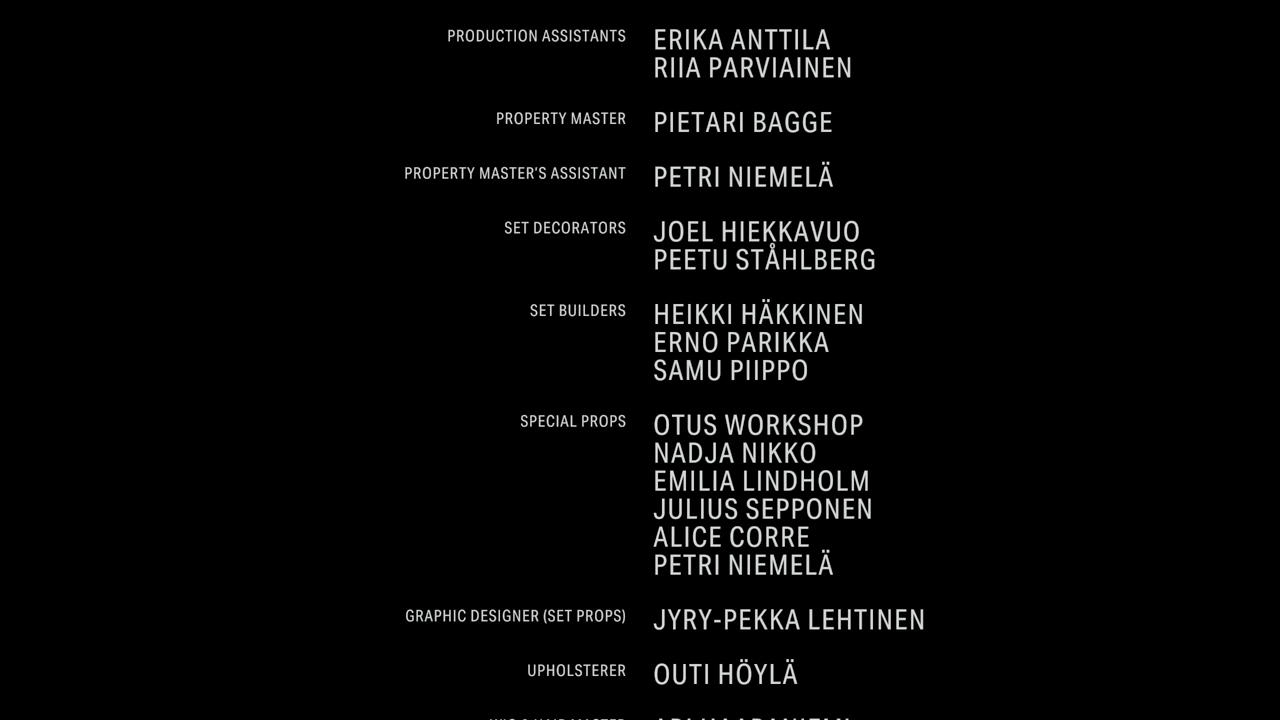 PRODUCTION ASSISTANTS ERIKA ANTTILA
RIIA PARVIAINEN
PROPERTY MASTER PIETARI BAGGE
PROPERTY MASTER'S ASSISTANT PETRI NIEMELÄ
SET DECORATORS JOEL HIEKKAVUO
PEETU STÅHLBERG
SET BUILDERS HEIKKI HÄKKINEN
ERNO PARIKKA
SAMU PIIPPO
SPECIAL PROPS OTUS WORKSHOP
NADJA NIKKO
EMILIA LINDHOLM
JULIUS SEPPONEN
ALICE CORRE
PETRI NIEMELÄ
GRAPHIC DESIGNER (SET PROPS) JYRY-PEKKA LEHTINEN
UPHOLSTERER OUTI HÖYLÄ